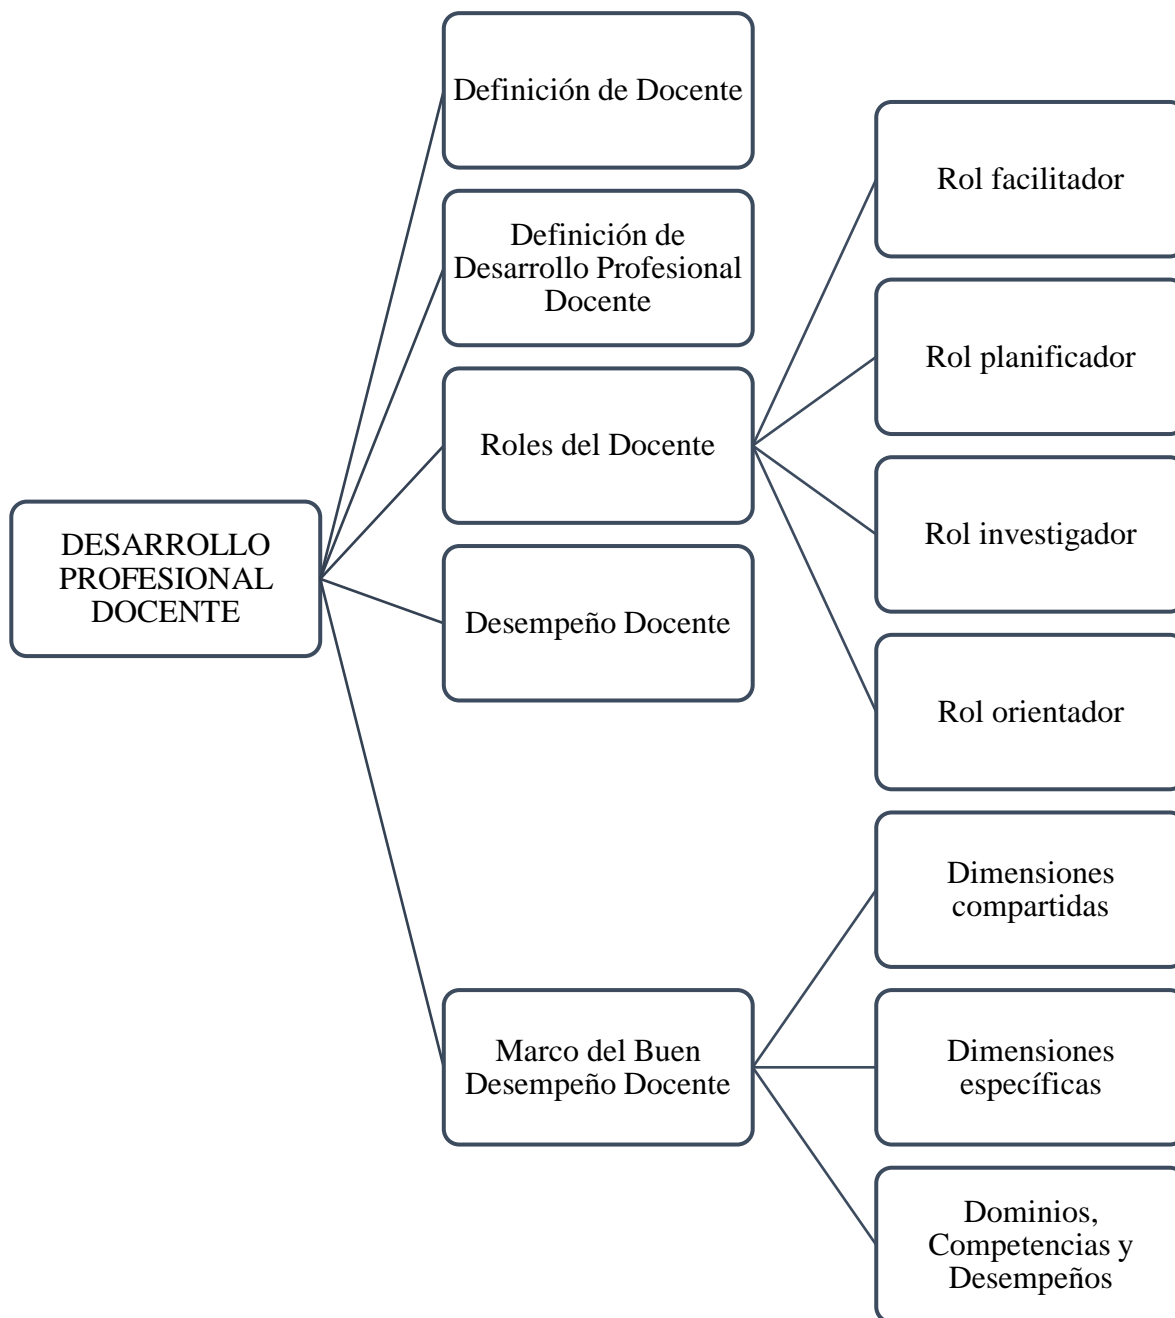 DESARROLLO
PROFESIONAL
DOCENTE
Definición de Docente
Definición de
Desarrollo Profesional
Docente
Roles del Docente
Rol facilitador
Rol planificador
Rol investigador
Rol orientador
Desempeño Docente
Marco del Buen
Desempeño Docente
Dimensiones
compartidas
Dimensiones
específicas
Dominios,
Competencias y
Desempeños